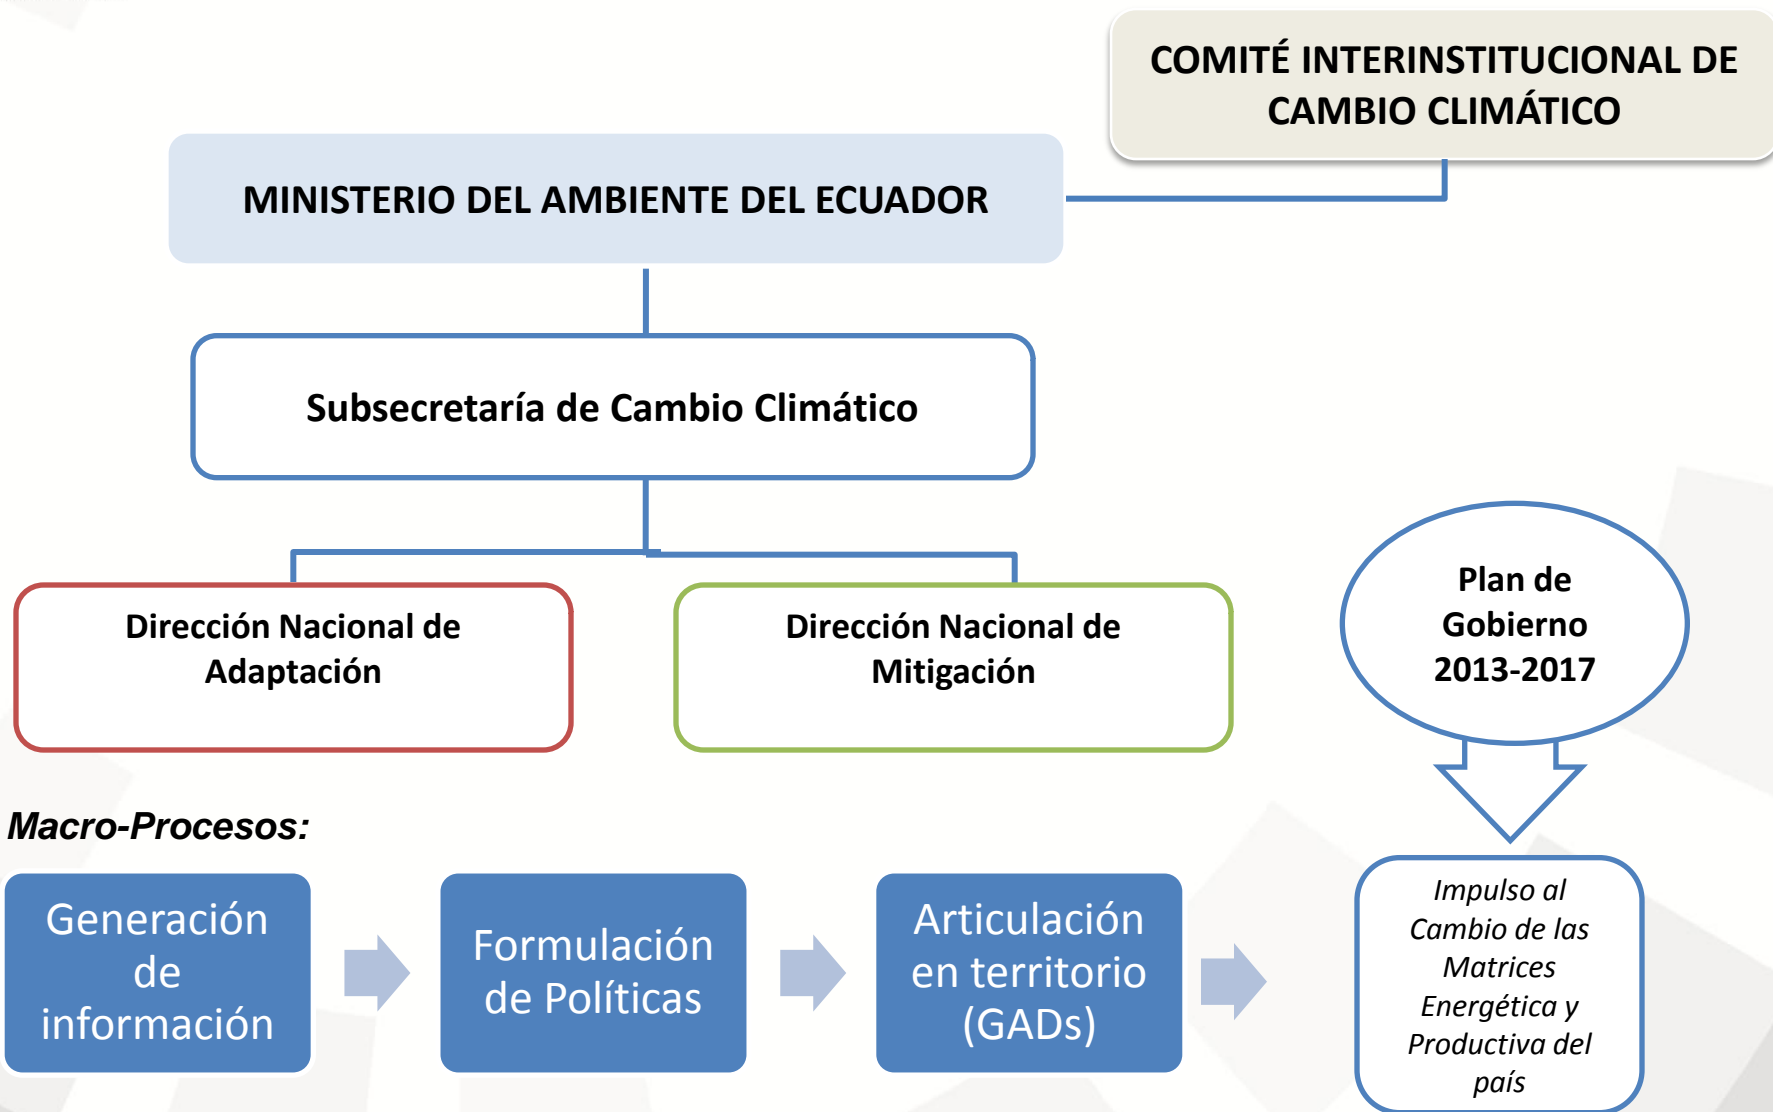 COMITÉ INTERINSTITUCIONAL DE
CAMBIO CLIMÁTICO
MINISTERIO DEL AMBIENTE DEL ECUADOR
Subsecretaría de Cambio Climático
Dirección Nacional de
Adaptación
Dirección Nacional de
Mitigación
Plan de
Gobierno
2013-2017
Macro-Procesos:
Generación
de
información
Formulación
de Políticas
Articulación
en territorio
(GADs)
Impulso al
Cambio de las
Matrices
Energética y
Productiva del
país